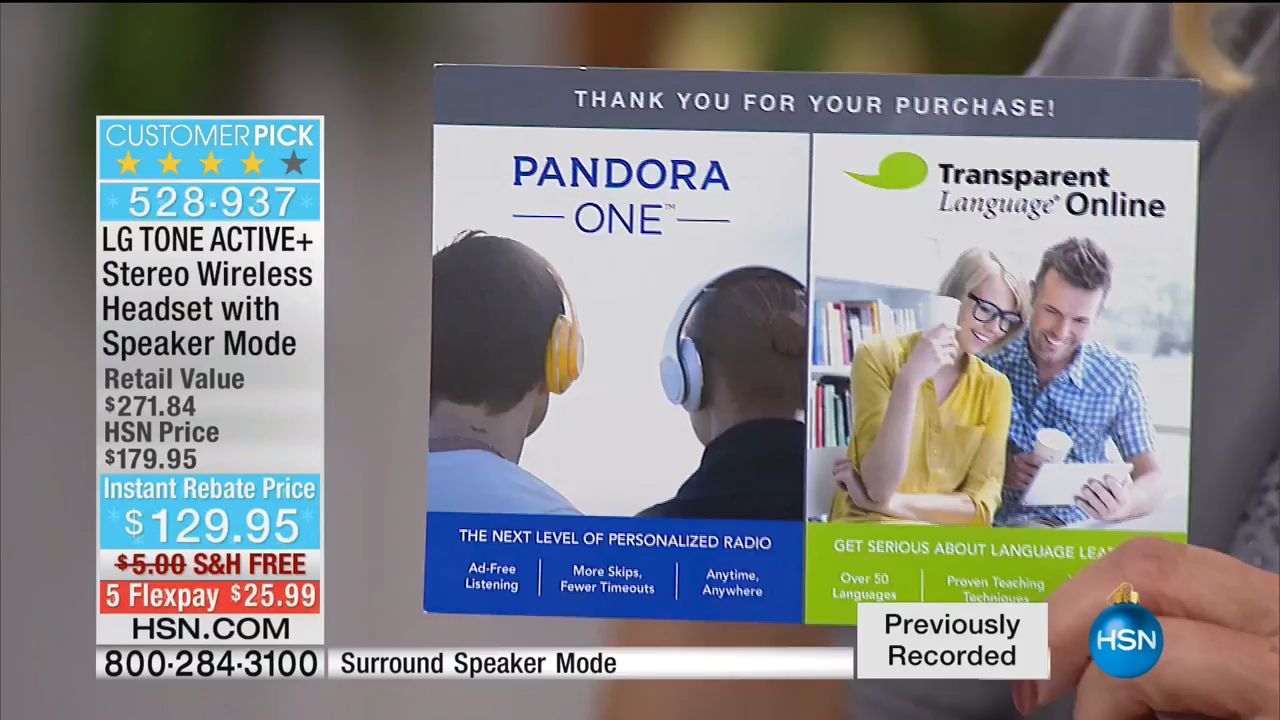 CUSTOMER PICK
528-937
LG TONE ACTIVE+
Stereo Wireless
Headset with
Speaker Mode
Retail Value
$271.84
HSN Price
$179.95
Instant Rebate Price
$129.95
$5.00 S&H FREE
5 Flexpay $25.99
HSN.COM
800·284·3100
Surround Speaker Mode
THANK YOU FOR YOUR PURCHASE!
PANDORA
ONE™
THE NEXT LEVEL OF PERSONALIZED RADIO
Ad-Free
Listening
More Skips,
Fewer Timeouts
Anytime,
Anywhere
Transparent
Language® Online
GET SERIOUS ABOUT LANGUAGE
Over 50
Languages
Proven Teaching
Techniques
Previously
Recorded
HSN